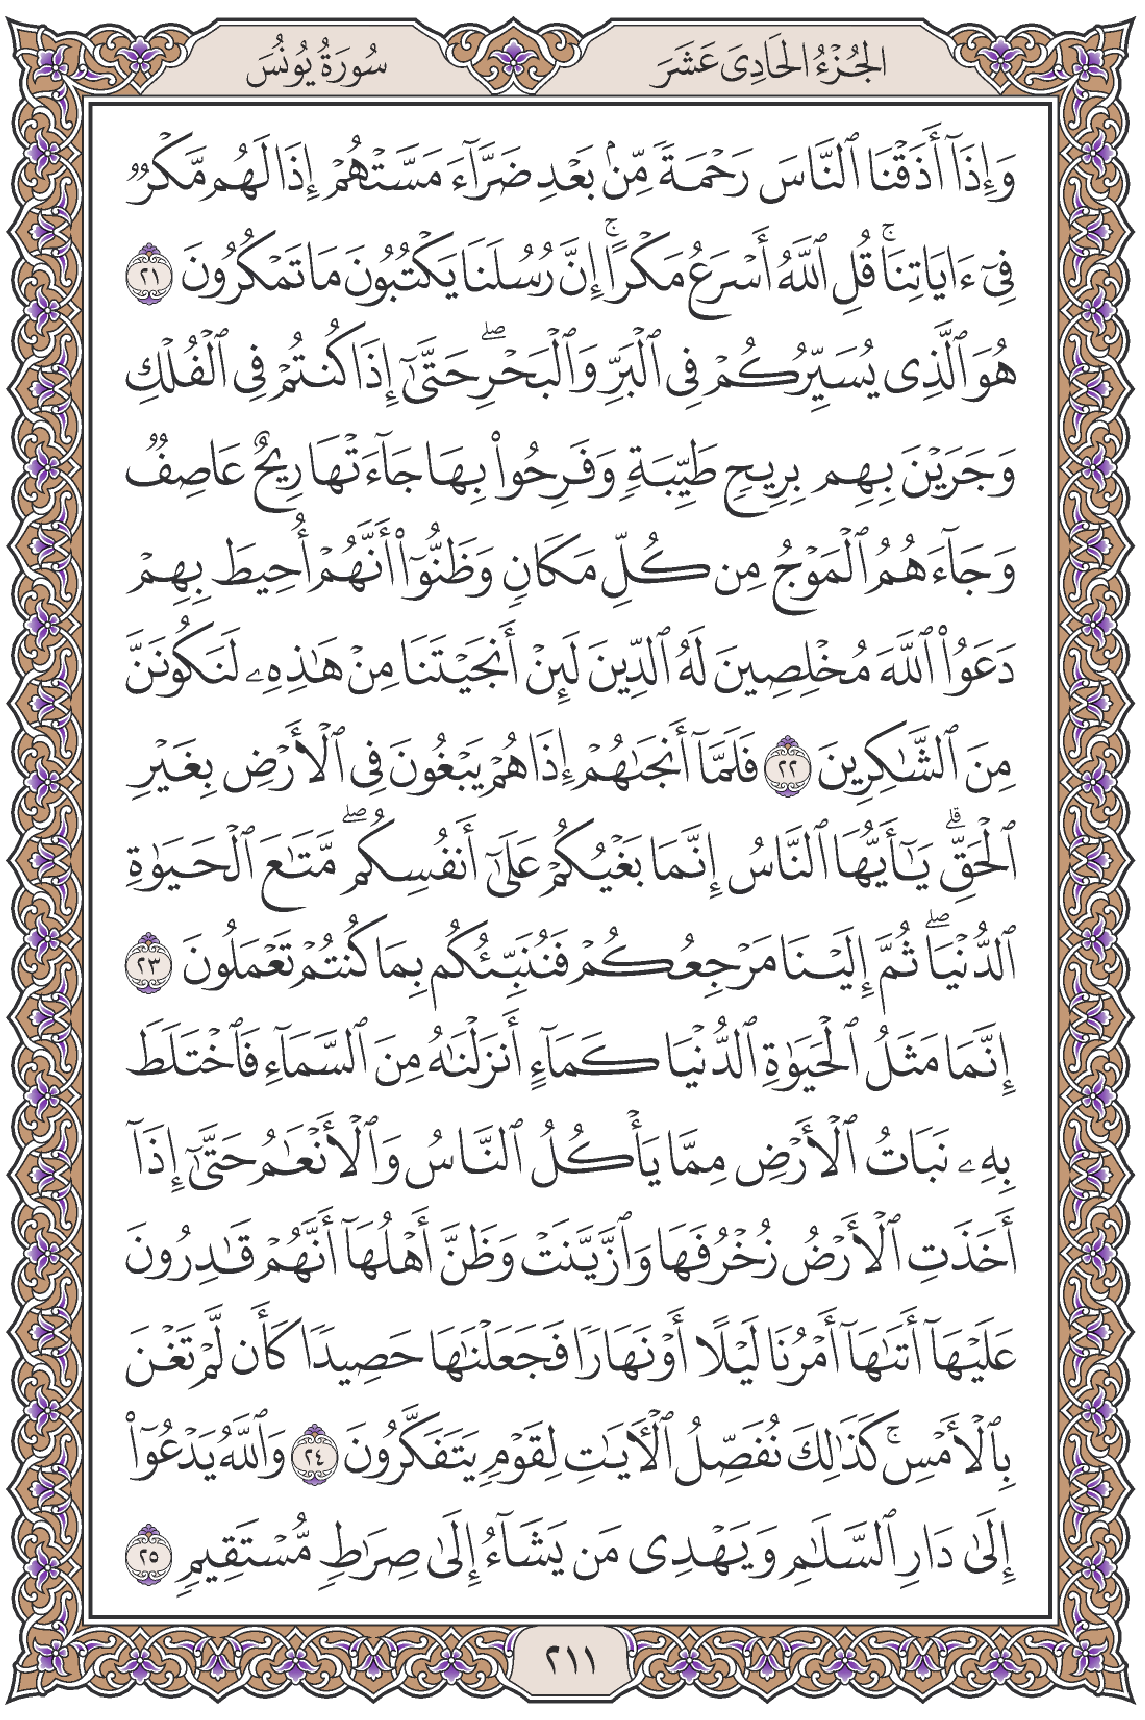 الجُزْءُ الحَادِى عَشَرَ
سُورَةُ يُونُسَ
وَإِذَآ أَذَقْنَا ٱلنَّاسَ رَحْمَةً مِّنۢ بَعْدِ ضَرَّآءَ مَسَّتْهُمْ إِذَا لَهُم مَّكْرٌ
فِىٓ ءَايَاتِنَا ۚ قُلِ ٱللَّهُ أَسْرَعُ مَكْرًا ۚ إِنَّ رُسُلَنَا يَكْتُبُونَ مَا تَمْكُرُونَ ٢١
هُوَ ٱلَّذِى يُسَيِّرُكُمْ فِى ٱلْبَرِّ وَٱلْبَحْرِ ۖ حَتَّىٰٓ إِذَا كُنتُمْ فِى ٱلْفُلْكِ
وَجَرَيْنَ بِهِم بِرِيحٍ طَيِّبَةٍ وَفَرِحُوا۟ بِهَا جَآءَتْهَا رِيحٌ عَاصِفٌ
وَجَآءَهُمُ ٱلْمَوْجُ مِن كُلِّ مَكَانٍ وَظَنُّوٓا۟ أَنَّهُمْ أُحِيطَ بِهِمْ
دَعَوُا۟ ٱللَّهَ مُخْلِصِينَ لَهُ ٱلدِّينَ لَئِنْ أَنجَيْتَنَا مِنْ هَٰذِهِۦ لَنَكُونَنَّ
مِنَ ٱلشَّٰكِرِينَ ٢٢ فَلَمَّآ أَنجَىٰهُمْ إِذَا هُمْ يَبْغُونَ فِى ٱلْأَرْضِ بِغَيْرِ
ٱلْحَقِّ ۗ يَٰٓأَيُّهَا ٱلنَّاسُ إِنَّمَا بَغْيُكُمْ عَلَىٰٓ أَنفُسِكُم ۖ مَّتَٰعَ ٱلْحَيَوٰةِ
ٱلدُّنْيَا ۖ ثُمَّ إِلَيْنَا مَرْجِعُكُمْ فَنُنَبِّئُكُم بِمَا كُنتُمْ تَعْمَلُونَ ٢٣
إِنَّمَا مَثَلُ ٱلْحَيَوٰةِ ٱلدُّنْيَا كَمَآءٍ أَنزَلْنَٰهُ مِنَ ٱلسَّمَآءِ فَٱخْتَلَطَ
بِهِۦ نَبَاتُ ٱلْأَرْضِ مِمَّا يَأْكُلُ ٱلنَّاسُ وَٱلْأَنْعَٰمُ حَتَّىٰٓ إِذَآ
أَخَذَتِ ٱلْأَرْضُ زُخْرُفَهَا وَٱزَّيَّنَتْ وَظَنَّ أَهْلُهَآ أَنَّهُمْ قَٰدِرُونَ
عَلَيْهَآ أَتَىٰهَآ أَمْرُنَا لَيْلًا أَوْ نَهَارًا فَجَعَلْنَٰهَا حَصِيدًا كَأَن لَّمْ تَغْنَ
بِٱلْأَمْسِ ۚ كَذَٰلِكَ نُفَصِّلُ ٱلْءَايَٰتِ لِقَوْمٍ يَتَفَكَّرُونَ ٢٤ وَٱللَّهُ يَدْعُوٓا۟
إِلَىٰ دَارِ ٱلسَّلَٰمِ وَيَهْدِى مَن يَشَآءُ إِلَىٰ صِرَٰطٍ مُّسْتَقِيمٍ ٢٥
٢١١